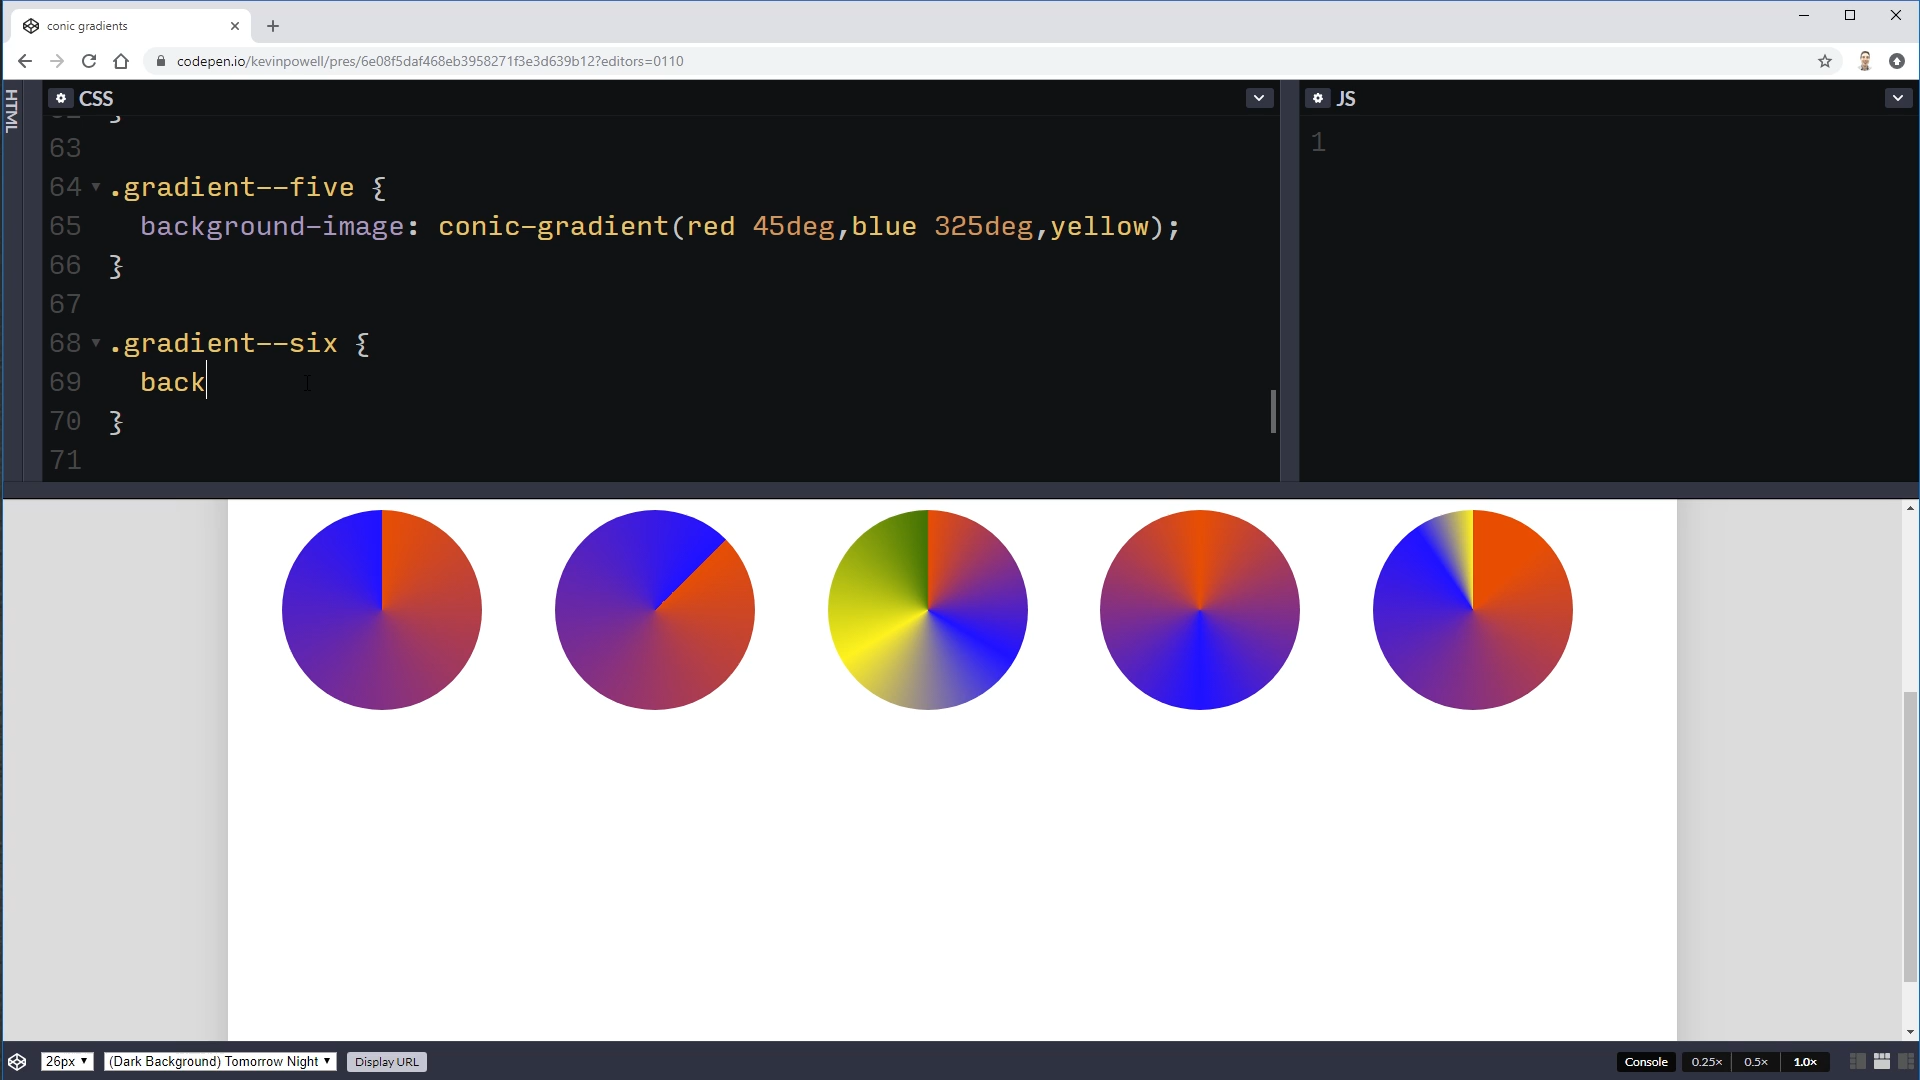 conic gradients
codepen.io/kevinpowell/pres/6e08f5daf468eb3958271f3e3d639b12?editors=0110
HTML
CSS
JS
1
}
63
64 .gradient--five {
65 background-image: conic-gradient(red 45deg,blue 325deg,yellow);
66 }
67
68 .gradient--six {
69 back
70 }
71
26px (Dark Background) Tomorrow Night Display URL
Console 0.25× 0.5× 1.0×